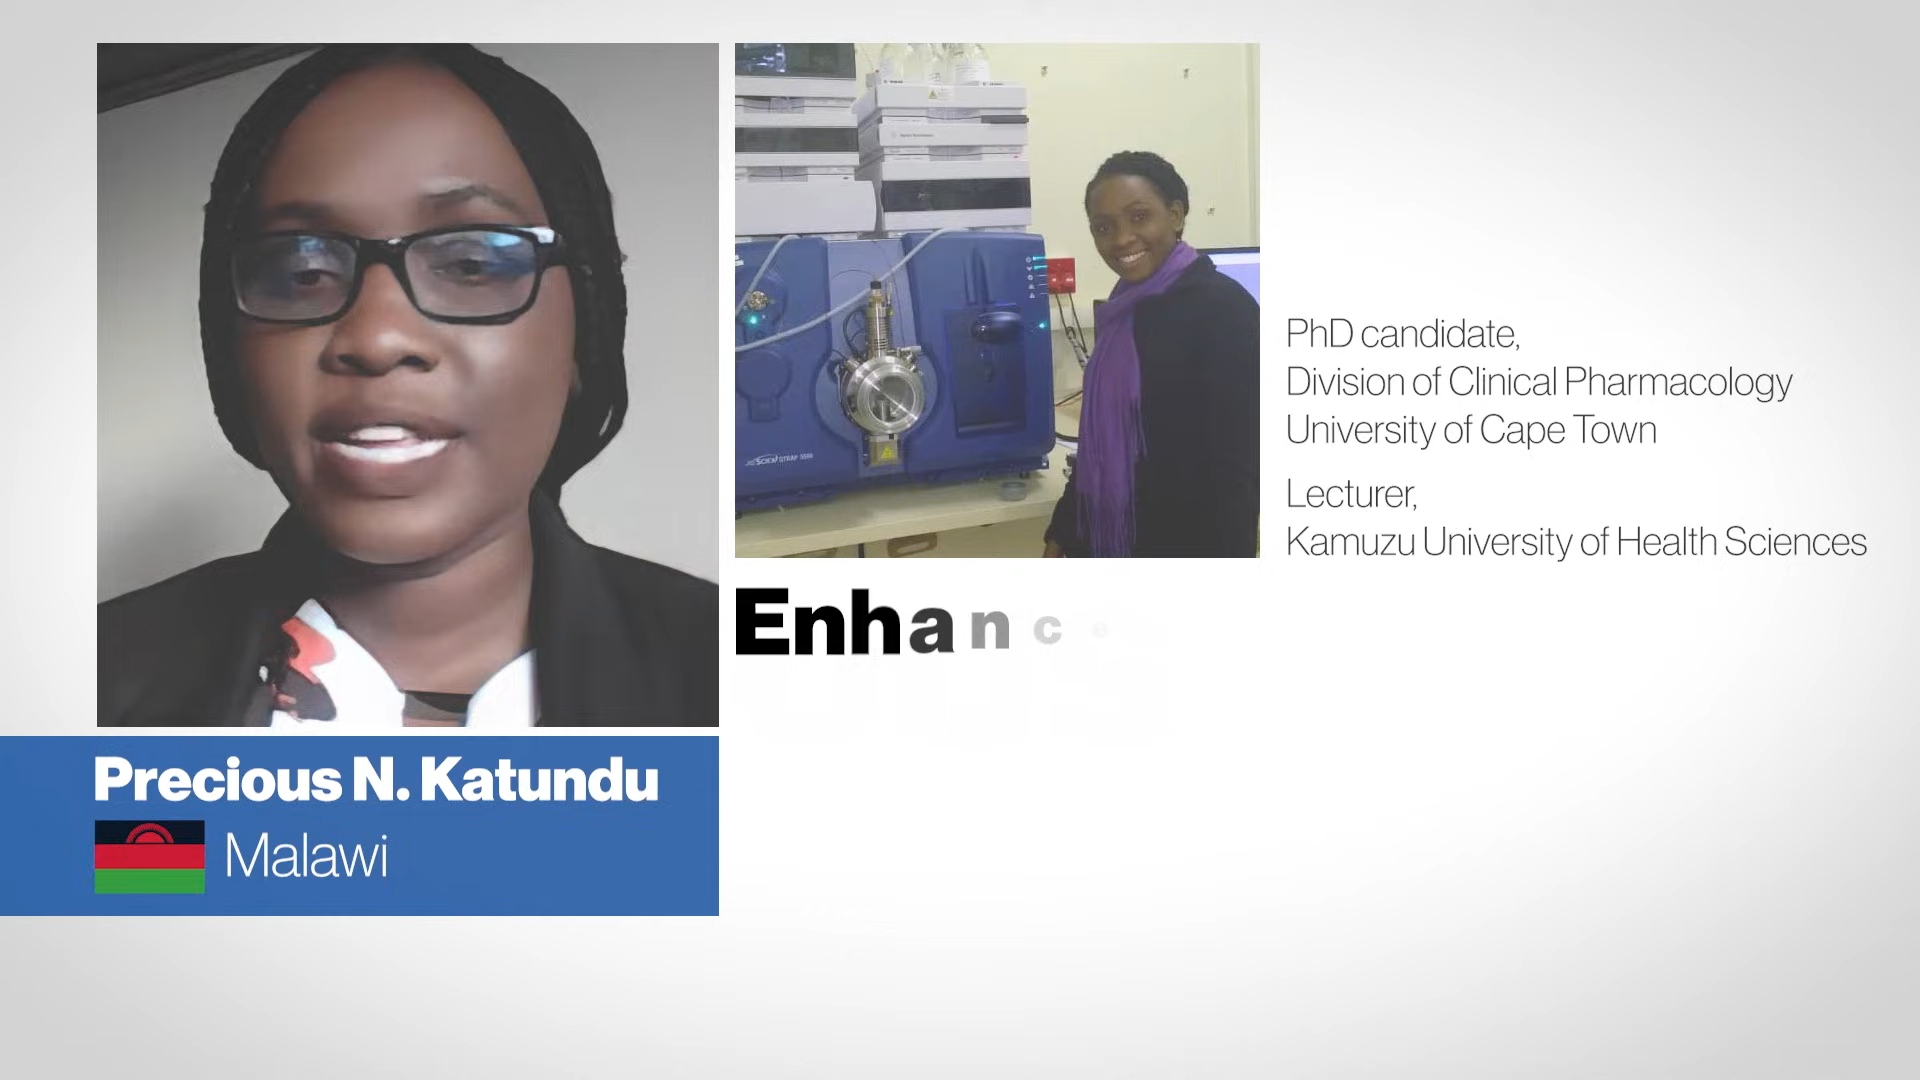 Precious N. Katundu
Malawi
PhD candidate,
Division of Clinical Pharmacology
University of Cape Town
Lecturer,
Kamuzu University of Health Sciences
Enhance